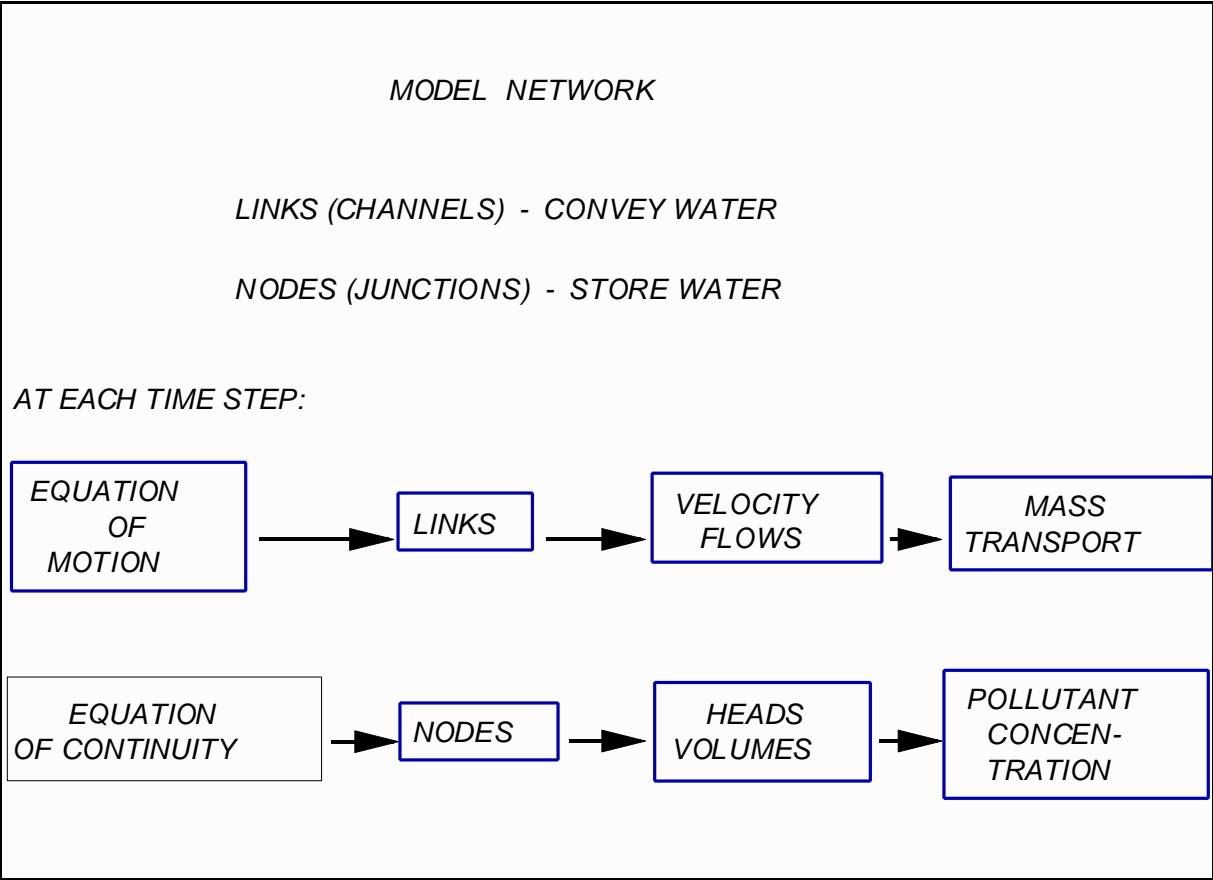 MODEL NETWORK
LINKS (CHANNELS) - CONVEY WATER
NODES (JUNCTIONS) - STORE WATER
AT EACH TIME STEP:
EQUATION
OF
MOTION
LINKS
VELOCITY
FLOWS
MASS
TRANSPORT
EQUATION
OF CONTINUITY
NODES
HEADS
VOLUMES
POLLUTANT
CONCEN-
TRATION